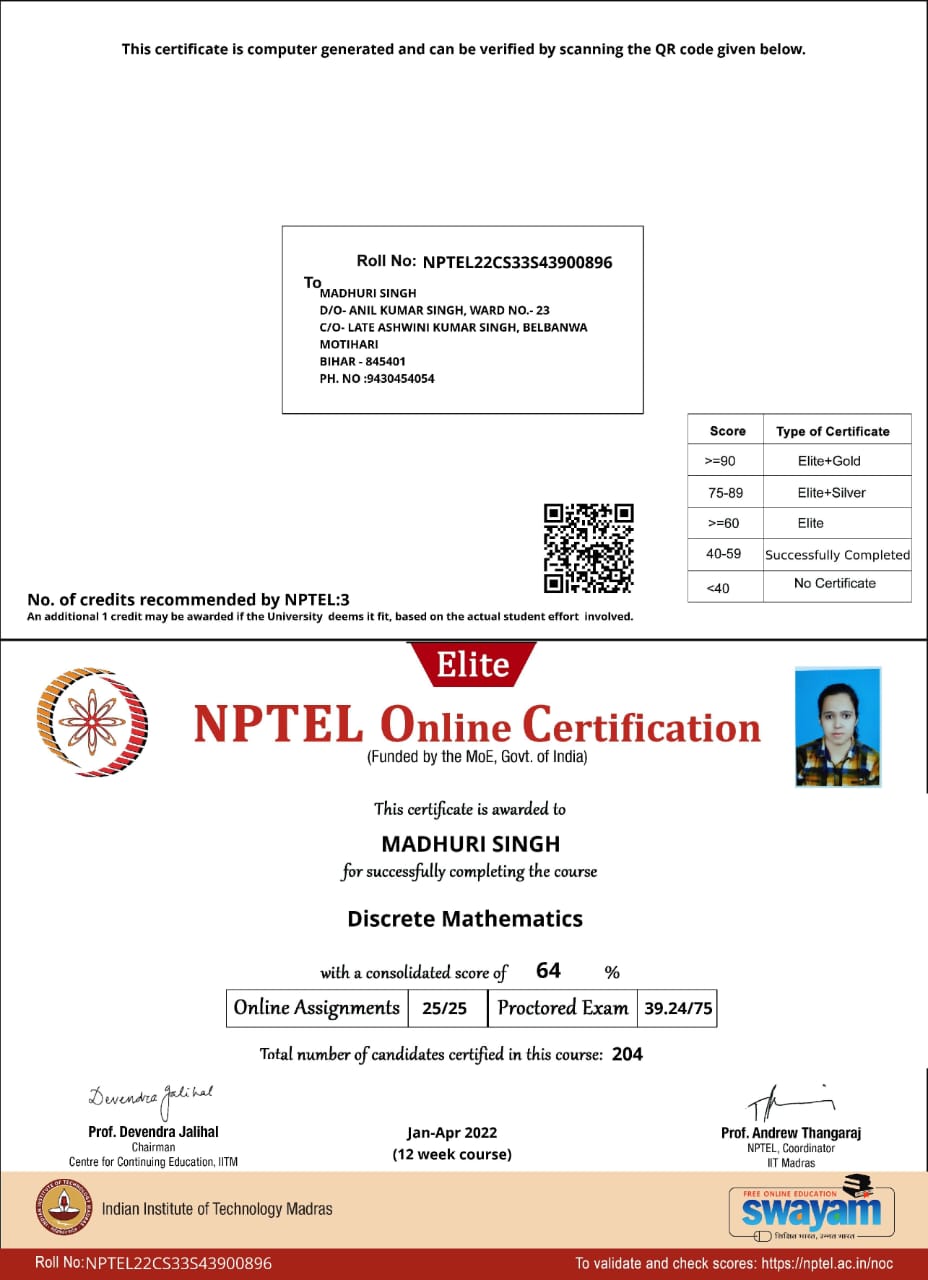 This certificate is computer generated and can be verified by scanning the QR code given below.
Roll No: NPTEL22CS33S43900896
To
MADHURI SINGH
D/O- ANIL KUMAR SINGH, WARD NO.- 23
C/O- LATE ASHWINI KUMAR SINGH, BELBANWA
MOTIHARI
BIHAR - 845401
PH. NO :9430454054
Score Type of Certificate
>=90 Elite+Gold
75-89 Elite+Silver
>=60 Elite
40-59 Successfully Completed
<40 No Certificate
No. of credits recommended by NPTEL:3
An additional 1 credit may be awarded if the University deems it fit, based on the actual student effort involved.
Elite
NPTEL Online Certification
(Funded by the MoE, Govt. of India)
This certificate is awarded to
MADHURI SINGH
for successfully completing the course
Discrete Mathematics
with a consolidated score of 64 %
Online Assignments 25/25 Proctored Exam 39.24/75
Total number of candidates certified in this course: 204
Devendra Jalihal
Prof. Devendra Jalihal
Chairman
Centre for Continuing Education, IITM
Jan-Apr 2022
(12 week course)
Prof. Andrew Thangaraj
NPTEL, Coordinator
IIT Madras
Indian Institute of Technology Madras
FREE ONLINE EDUCATION
swayam
शिक्षित भारत, उन्नत भारत
Roll No:NPTEL22CS33S43900896
To validate and check scores: https://nptel.ac.in/noc